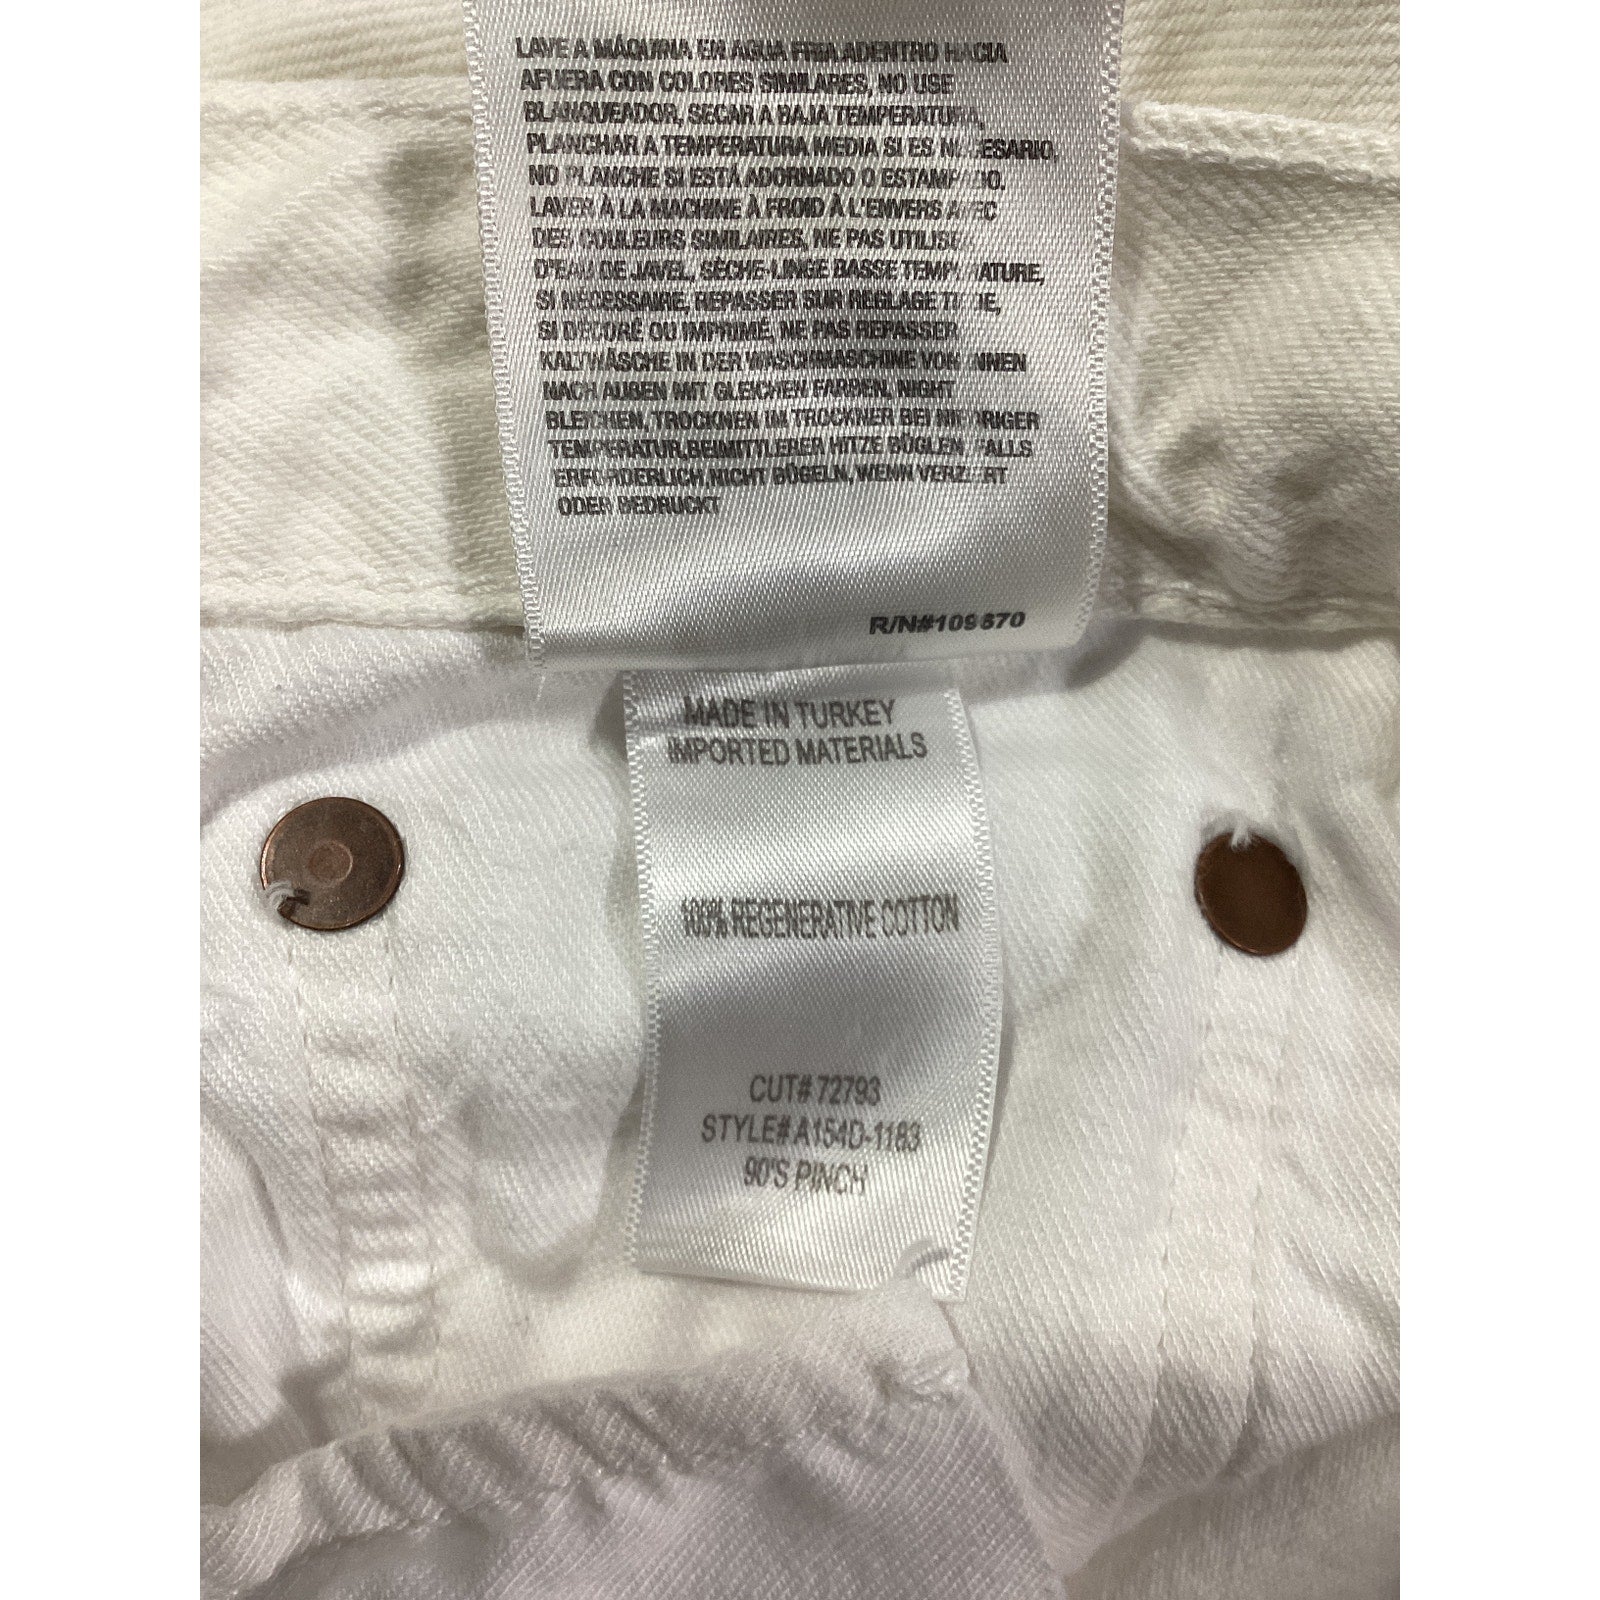 LAVE A MÁQUINA EN AGUA FRIA ADENTRO HACIA
AFUERA CON COLORES SIMILARES, NO USE
BLANQUEADOR, SECAR A BAJA TEMPERATURA,
PLANCHAR A TEMPERATURA MEDIA SI ES NECESARIO,
NO PLANCHE SI ESTÁ ADORNADO O ESTAMPADO.
LAVER À LA MACHINE À FROID À L'ENVERS AVEC
DES COULEURS SIMILAIRES, NE PAS UTILISER
D'EAU DE JAVEL, SÈCHE-LINGE BASSE TEMPERATURE,
SI NÉCESSAIRE, REPASSER SUR RÉGLAGE TIEDE,
SI DÉCORÉ OU IMPRIMÉ, NE PAS REPASSER
KALTWÄSCHE IN DER WASCHMASCHINE VON INNEN
NACH AUßEN MIT GLEICHEN FARBEN, NIGHT
BLEICHEN, TROCKNEN IM TROCKNER BEI NIEDRIGER
TEMPERATUR, BEIMITTLERER HITZE BÜGLEN, FALLS
ERFORDERLICH, NICHT BÜGELN, WENN VERZIERT
ODER BEDRUCKT
R/N#109870
MADE IN TURKEY
IMPORTED MATERIALS
100% REGENERATIVE COTTON
CUT# 72793
STYLE# A154D-1183
90'S PINCH